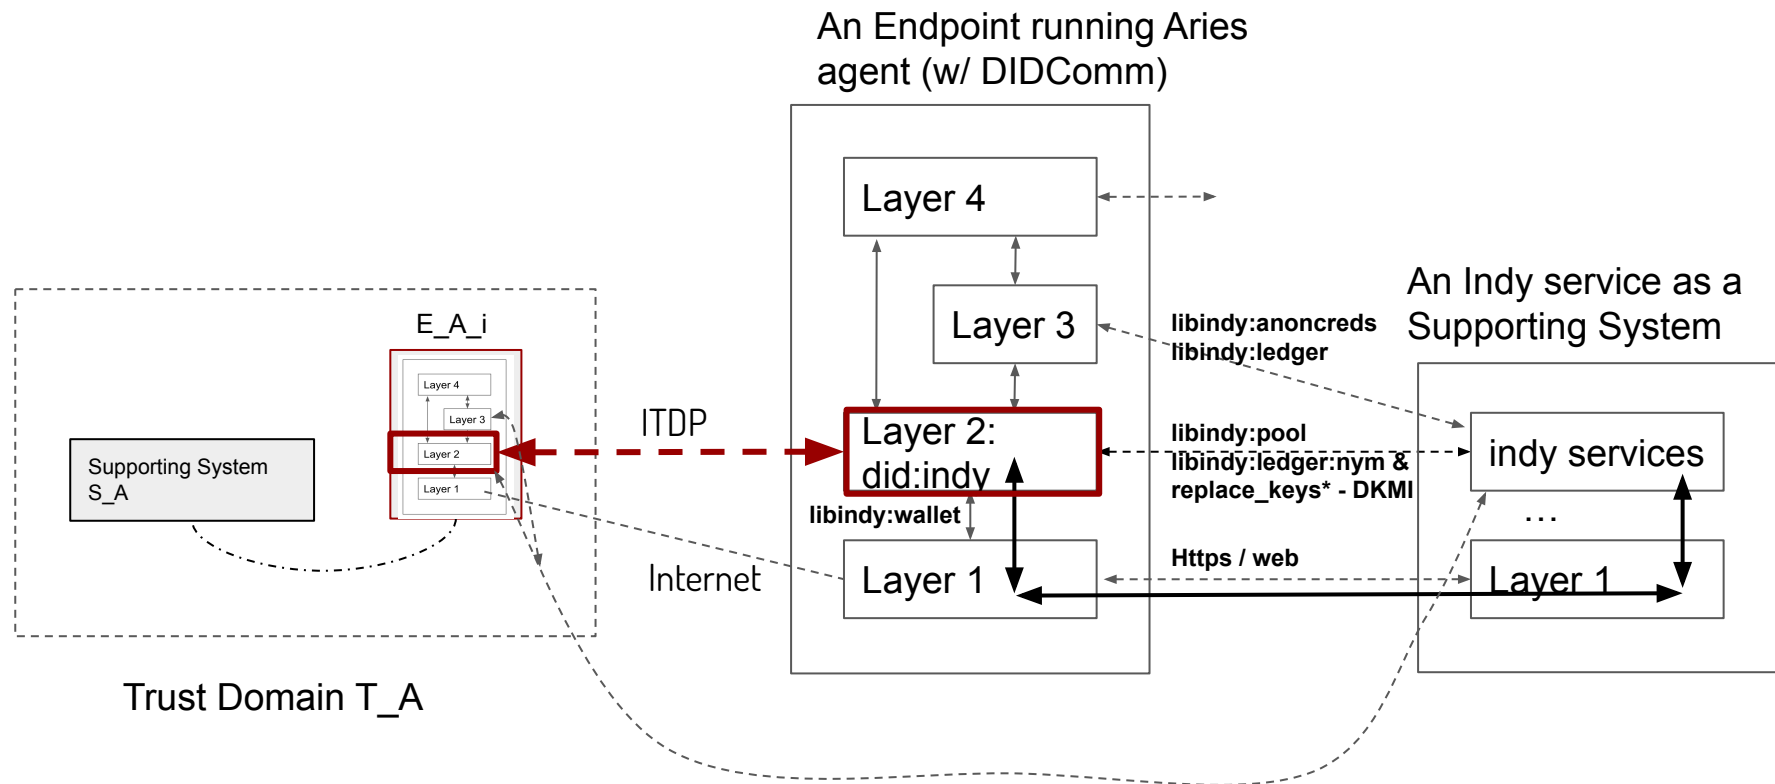 An Endpoint running Aries
agent (w/ DIDComm)
Layer 4
Layer 3
Layer 2:
did:indy
libindy:wallet
Layer 1
An Indy service as a
Supporting System
libindy:anoncreds
libindy:ledger
libindy:pool
libindy:ledger:nym &
replace_keys* - DKMI
Https / web
indy services
...
Layer 1
E_A_i
Layer 4
Layer 3
Layer 2
Layer 1
Supporting System
S_A
ITDP
Internet
Trust Domain T_A